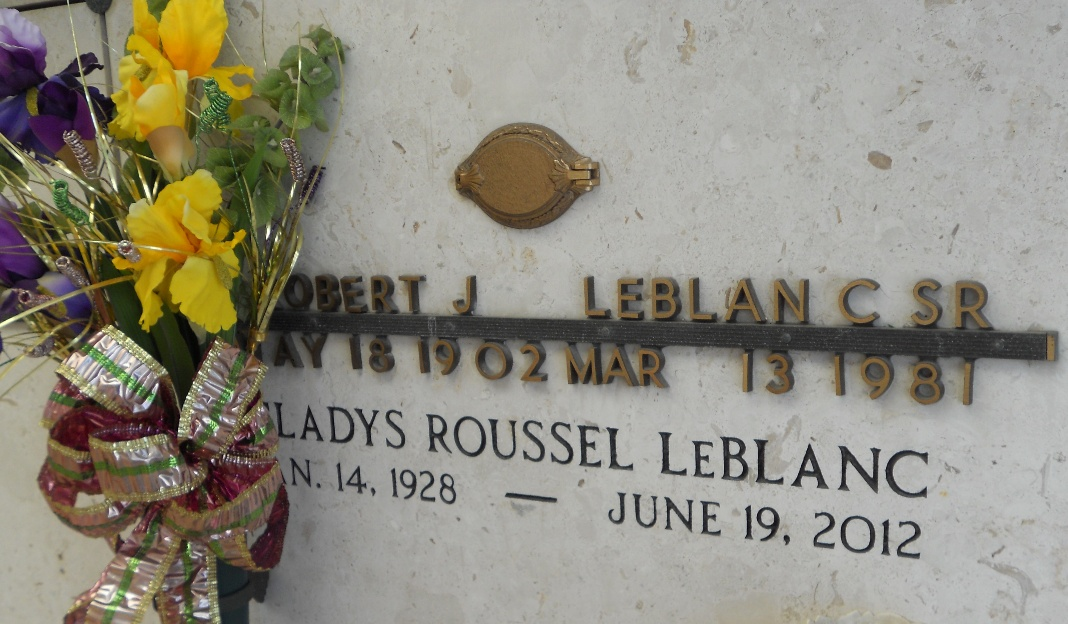 OBERT J LEBLANC SR
AY 18 1902 MAR 13 1981
LADYS ROUSSEL LEBLANC
N. 14, 1928 — JUNE 19, 2012